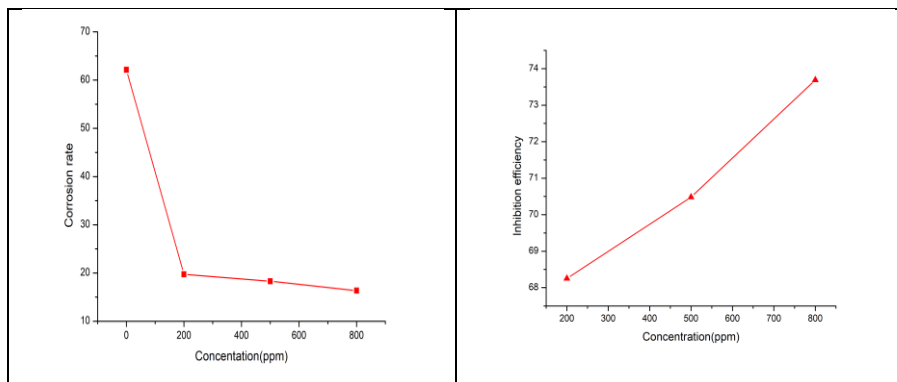 70
60
50
40
30
20
10
Corrosion rate
0 200 400 600 800
Concentation(ppm)
74
73
72
71
70
69
68
Inhibition efficiency
200 300 400 500 600 700 800
Concentration(ppm)